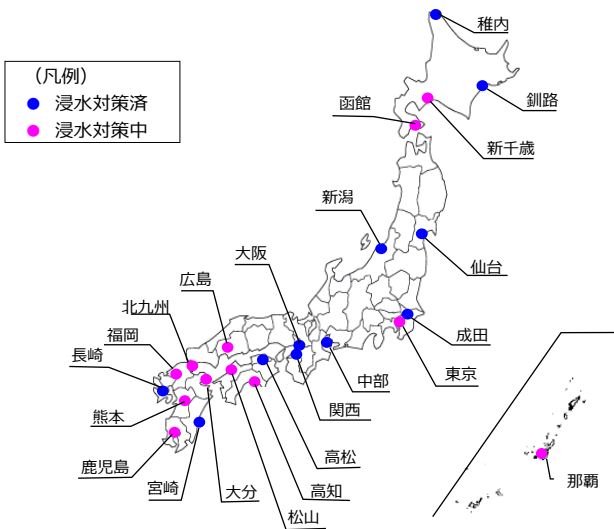 稚内
（凡例）
浸水対策済
浸水対策中
釧路
函館
新千歳
新潟
大阪
仙台
広島
北九州
福岡
成田
長崎
中部
東京
関西
熊本
高松
鹿児島
宮崎
大分
高知
松山
那覇